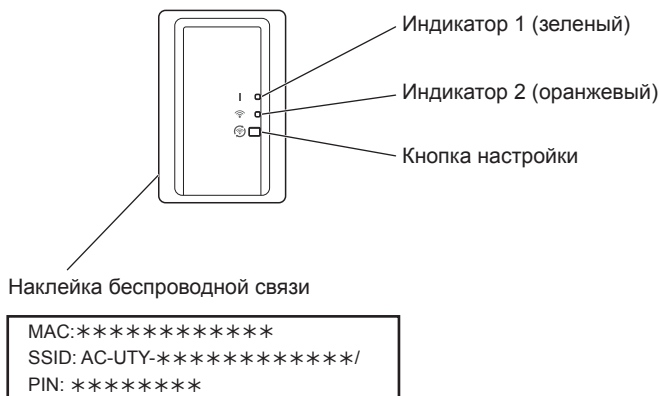 Индикатор 1 (зеленый)
Индикатор 2 (оранжевый)
Кнопка настройки
Наклейка беспроводной связи
MAC:∗∗∗∗∗∗∗∗∗∗∗∗
SSID: AC-UTY-∗∗∗∗∗∗∗∗∗∗∗∗/
PIN: ∗∗∗∗∗∗∗∗